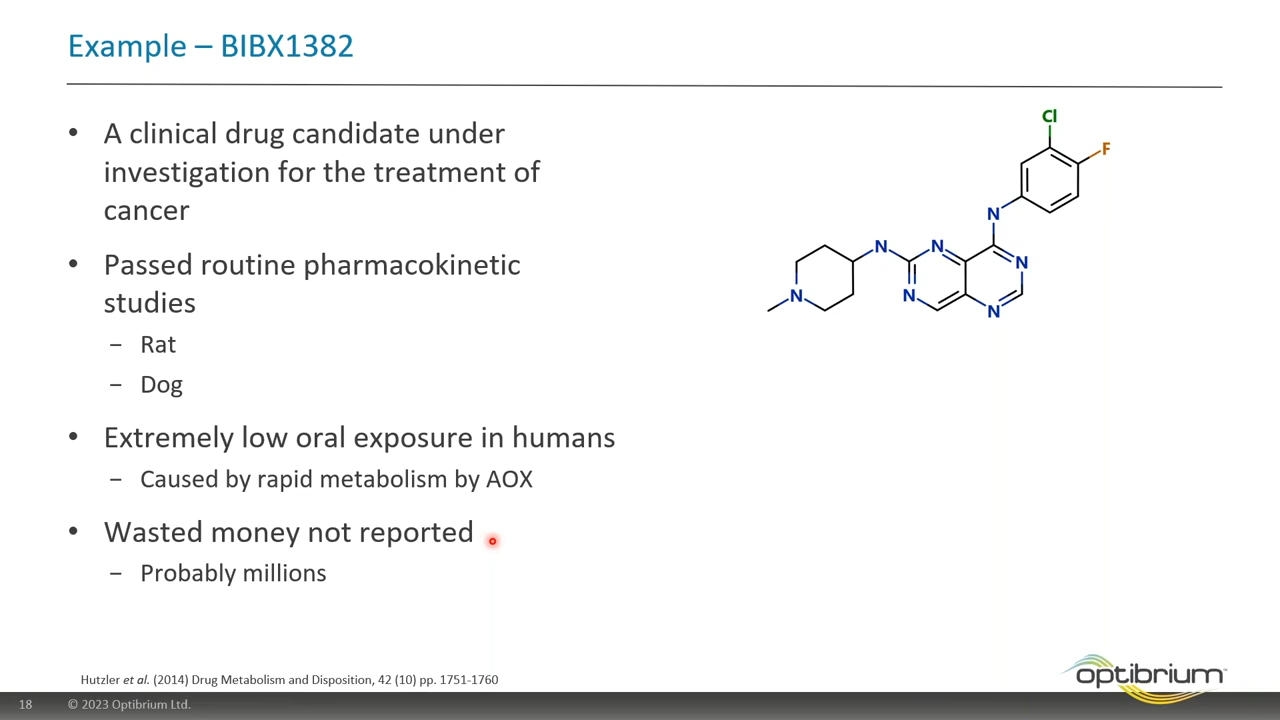 Example – BIBX1382
• A clinical drug candidate under
investigation for the treatment of
cancer
• Passed routine pharmacokinetic
studies
– Rat
– Dog
• Extremely low oral exposure in humans
– Caused by rapid metabolism by AOX
• Wasted money not reported
– Probably millions
Cl
F
N
N
N
N
N
N
N
Hutzler et al. (2014) Drug Metabolism and Disposition, 42 (10) pp. 1751-1760
optibrium™
18 © 2023 Optibrium Ltd.